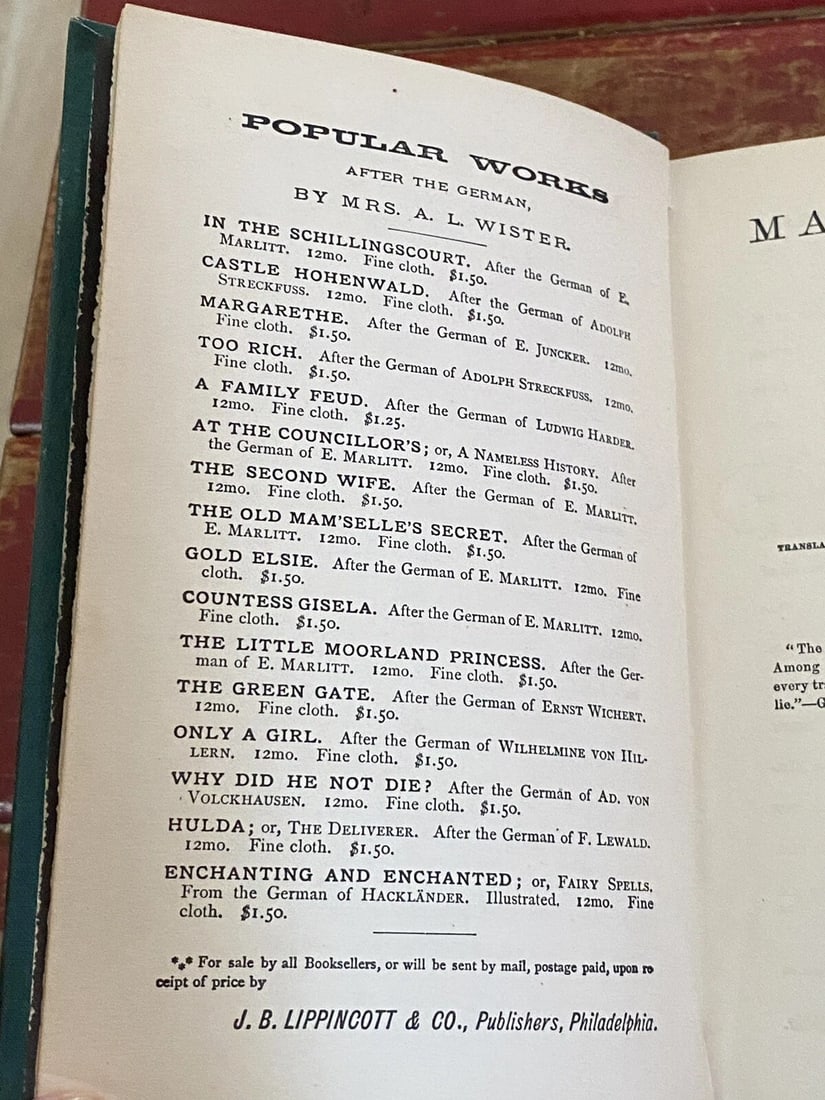 POPULAR WORKS
AFTER THE GERMAN,
BY MRS. A. L. WISTER.
IN THE SCHILLINGSCOURT. After the German of E.
MARLITT. 12mo. Fine cloth. $1.50.
CASTLE HOHENWALD. After the German of ADOLPH
STRECKFUSS. 12mo. Fine cloth. $1.50.
MARGARETHE. After the German of E. JUNCKER. 12mo.
Fine cloth. $1.50.
TOO RICH. After the German of ADOLPH STRECKFUSS. 12mo.
Fine cloth. $1.50.
A FAMILY FEUD. After the German of LUDWIG HARDER.
12mo. Fine cloth. $1.25.
AT THE COUNCILLOR'S; or, A NAMELESS HISTORY. After
the German of E. MARLITT. 12mo. Fine cloth. $1.50.
THE SECOND WIFE. After the German of E. MARLITT.
12mo. Fine cloth. $1.50.
THE OLD MAM'SELLE'S SECRET. After the German of
E. MARLITT. 12mo. Fine cloth. $1.50.
GOLD ELSIE. After the German of E. MARLITT. 12mo. Fine
cloth. $1.50.
COUNTESS GISELA. After the German of E. MARLITT. 12mo.
Fine cloth. $1.50.
THE LITTLE MOORLAND PRINCESS. After the Ger-
man of E. MARLITT. 12mo. Fine cloth. $1.50.
THE GREEN GATE. After the German of ERNST WICHERT.
12mo. Fine cloth. $1.50.
ONLY A GIRL. After the German of WILHELMINE VON HIL-
LERN. 12mo. Fine cloth. $1.50.
WHY DID HE NOT DIE? After the German of AD. VON
VOLCKHAUSEN. 12mo. Fine cloth. $1.50.
HULDA; or, THE DELIVERER. After the German of F. LEWALD.
12mo. Fine cloth. $1.50.
ENCHANTING AND ENCHANTED; or, FAIRY SPELLS.
From the German of HACKLÄNDER. Illustrated. 12mo. Fine
cloth. $1.50.
*** For sale by all Booksellers, or will be sent by mail, postage paid, upon re
ceipt of price by
J. B. LIPPINCOTT & CO., Publishers, Philadelphia.
MA
TRANSLA
"The
Among
every tr
lie."—G